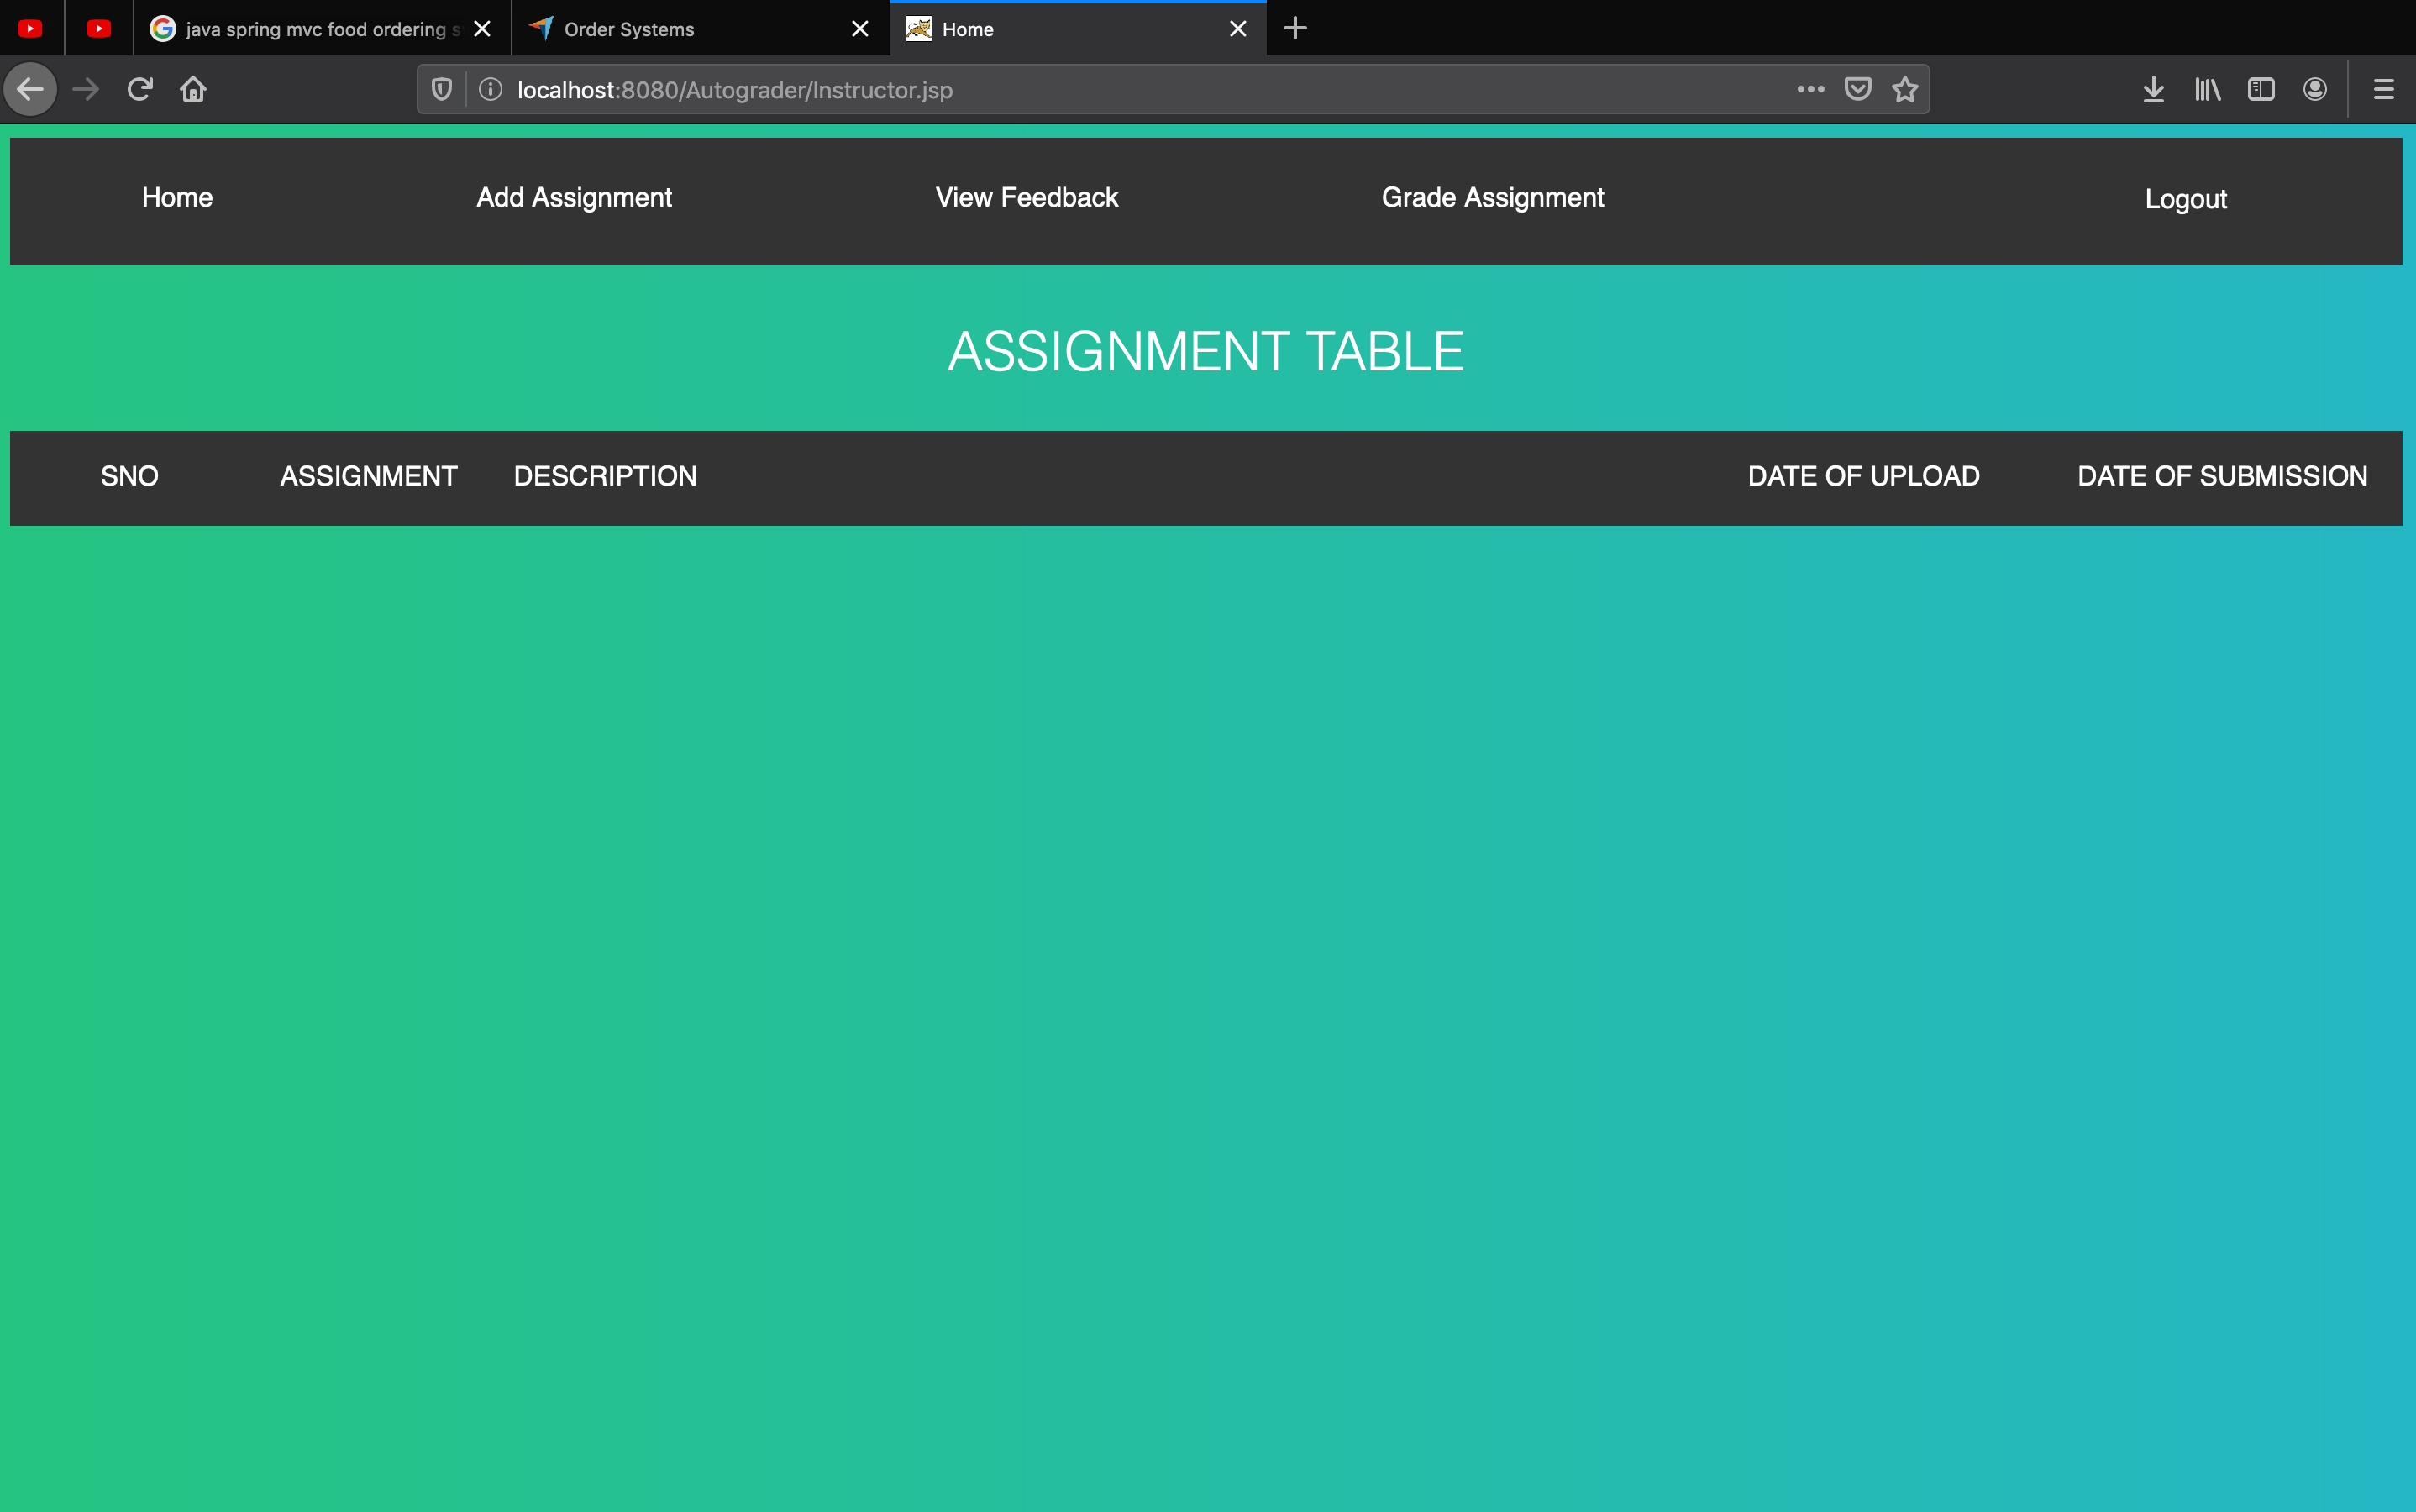 java spring mvc food ordering s
Order Systems
Home
localhost:8080/Autograder/Instructor.jsp
Home Add Assignment View Feedback Grade Assignment Logout
ASSIGNMENT TABLE
SNO ASSIGNMENT DESCRIPTION DATE OF UPLOAD DATE OF SUBMISSION